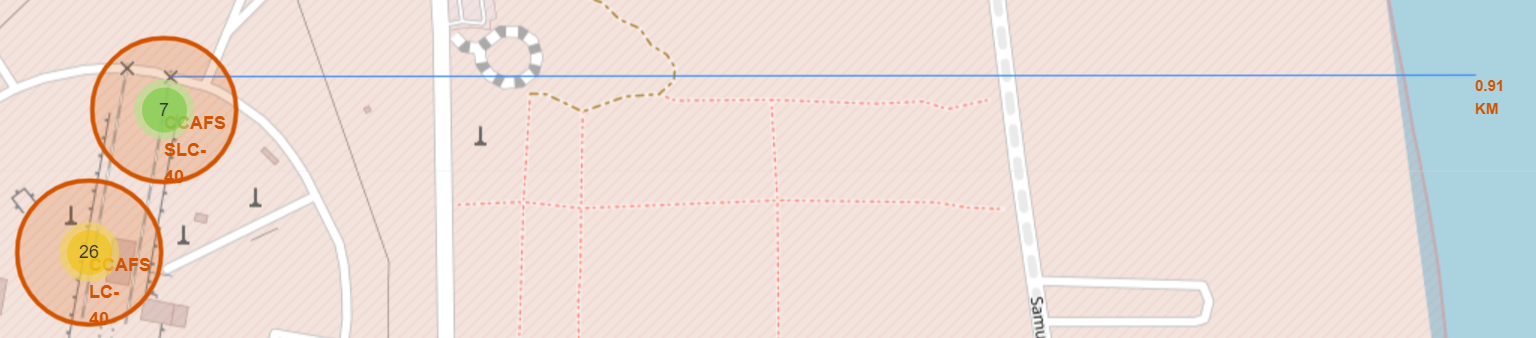 7
CCAFS
SLC-
40
0.91
KM
26
CCAFS
LC-
40
Samu